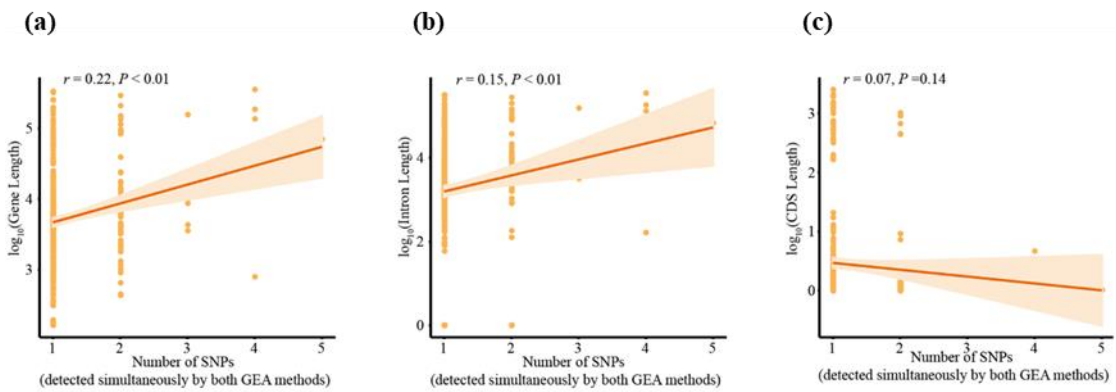 (a)
r = 0.22, P < 0.01
log10(Gene Length)
5
4
3
1 2 3 4 5
Number of SNPs
(detected simultaneously by both GEA methods)
(b)
r = 0.15, P < 0.01
log10(Intron Length)
4
2
0
1 2 3 4 5
Number of SNPs
(detected simultaneously by both GEA methods)
(c)
r = 0.07, P =0.14
log10(CDS Length)
3
2
1
0
1 2 3 4 5
Number of SNPs
(detected simultaneously by both GEA methods)